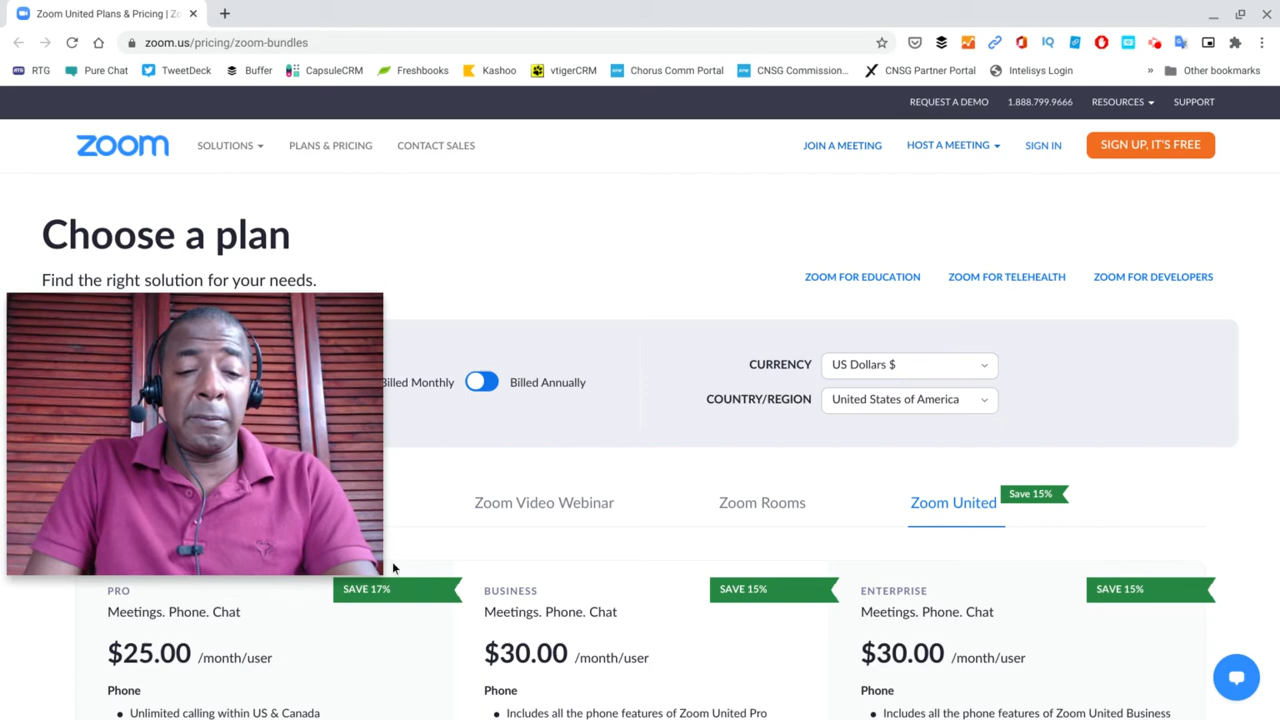 Zoom United Plans & Pricing | Zo
zoom.us/pricing/zoom-bundles
RTG Pure Chat TweetDeck Buffer CapsuleCRM Freshbooks Kashoo vtigerCRM Chorus Comm Portal CNSG Commission... CNSG Partner Portal Intelisys Login » Other bookmarks
REQUEST A DEMO 1.888.799.9666 RESOURCES SUPPORT
zoom SOLUTIONS PLANS & PRICING CONTACT SALES JOIN A MEETING HOST A MEETING SIGN IN SIGN UP, IT'S FREE
Choose a plan
Find the right solution for your needs.
ZOOM FOR EDUCATION ZOOM FOR TELEHEALTH ZOOM FOR DEVELOPERS
Billed Monthly Billed Annually
CURRENCY US Dollars $
COUNTRY/REGION United States of America
Zoom Video Webinar Zoom Rooms Zoom United Save 15%
PRO SAVE 17% BUSINESS SAVE 15% ENTERPRISE SAVE 15%
Meetings. Phone. Chat Meetings. Phone. Chat Meetings. Phone. Chat
$25.00 /month/user $30.00 /month/user $30.00 /month/user
Phone Phone Phone
• Unlimited calling within US & Canada • Includes all the phone features of Zoom United Pro • Includes all the phone features of Zoom United Business